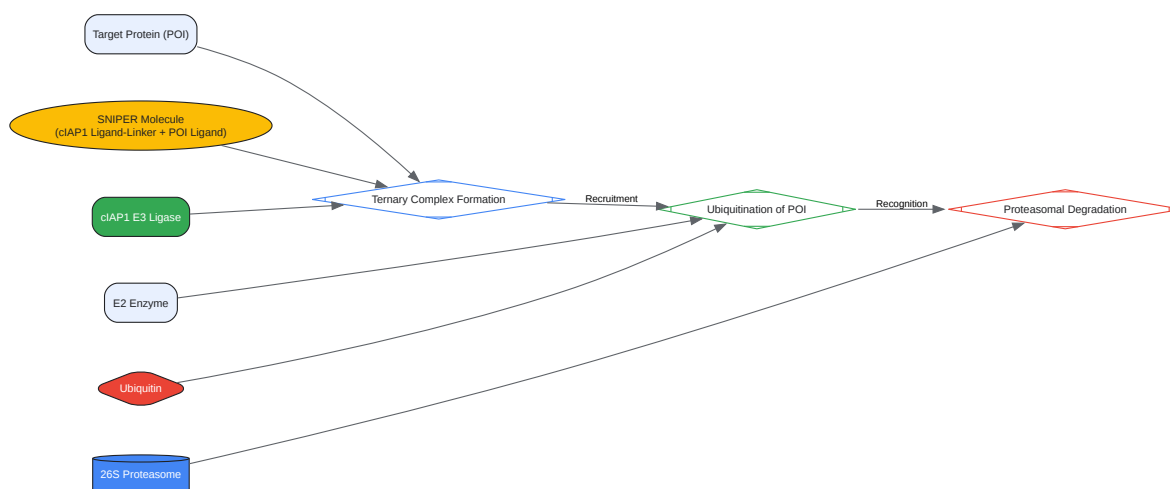 Target Protein (POI)
SNIPER Molecule
(cIAP1 Ligand-Linker + POI Ligand)
cIAP1 E3 Ligase
Ternary Complex Formation
Recruitment
Ubiquitination of POI
Recognition
Proteasomal Degradation
E2 Enzyme
Ubiquitin
26S Proteasome